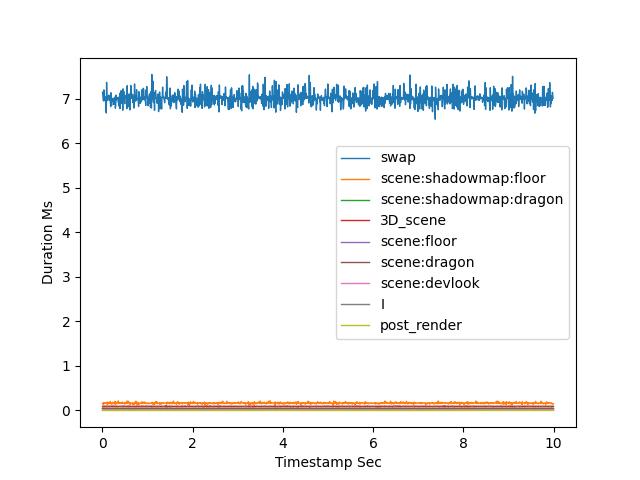 7
6
5
4
3
2
1
0
Duration Ms
swap
scene:shadowmap:floor
scene:shadowmap:dragon
3D_scene
scene:floor
scene:dragon
scene:devlook
I
post_render
0 2 4 6 8 10
Timestamp Sec